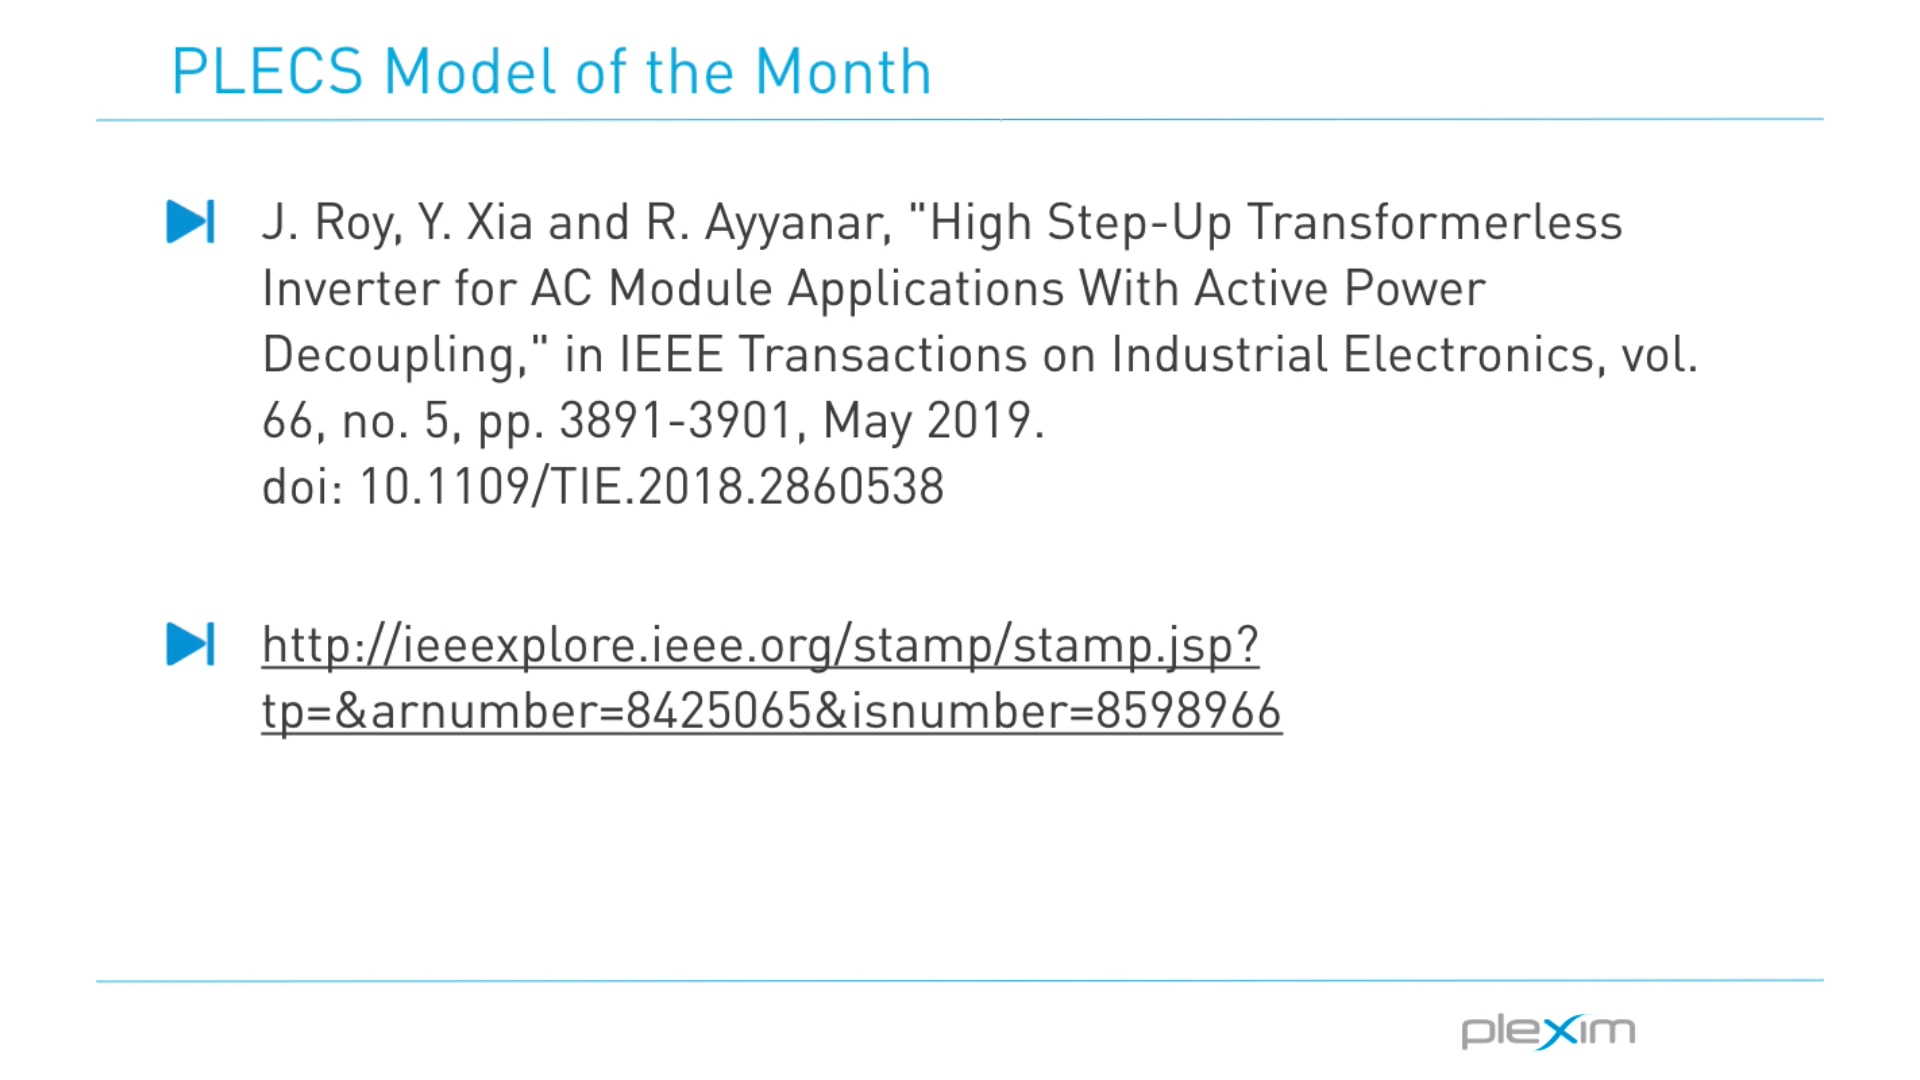 PLECS Model of the Month
J. Roy, Y. Xia and R. Ayyanar, "High Step-Up Transformerless
Inverter for AC Module Applications With Active Power
Decoupling," in IEEE Transactions on Industrial Electronics, vol.
66, no. 5, pp. 3891-3901, May 2019.
doi: 10.1109/TIE.2018.2860538
http://ieeexplore.ieee.org/stamp/stamp.jsp?
tp=&arnumber=8425065&isnumber=8598966
plexim